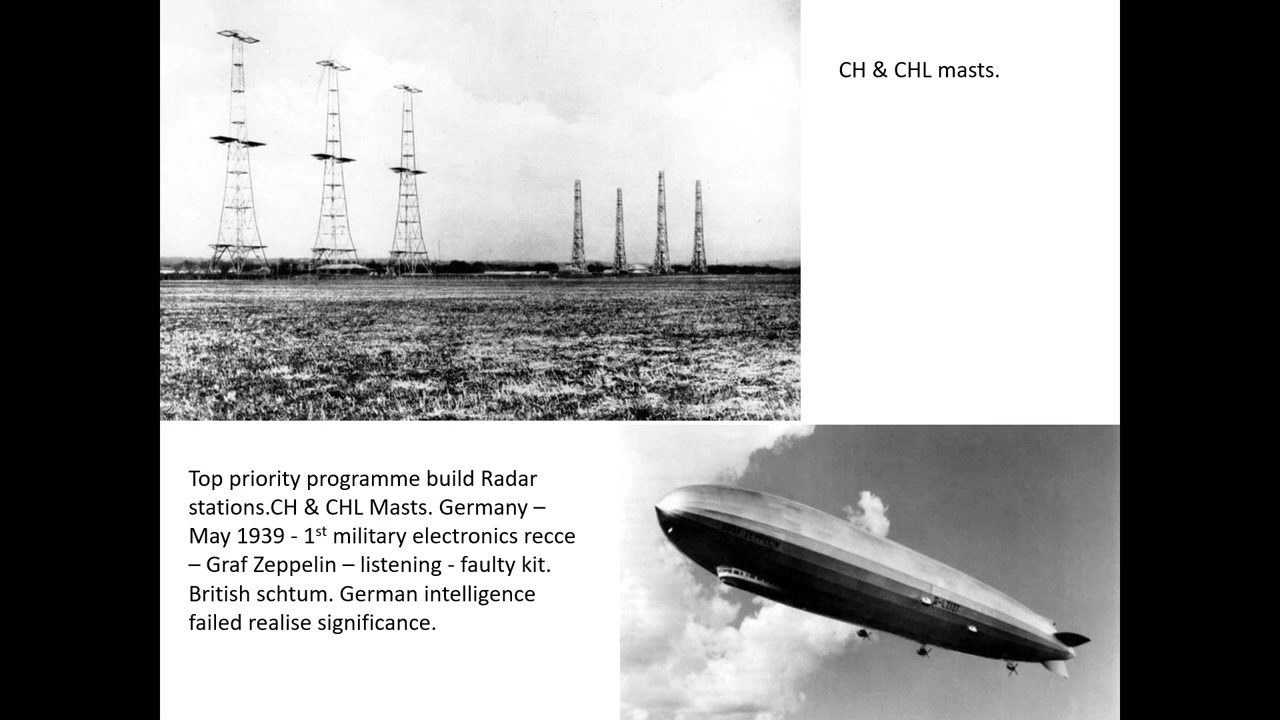 CH & CHL masts.
Top priority programme build Radar
stations.CH & CHL Masts. Germany –
May 1939 - 1st military electronics recce
– Graf Zeppelin – listening - faulty kit.
British schtum. German intelligence
failed realise significance.